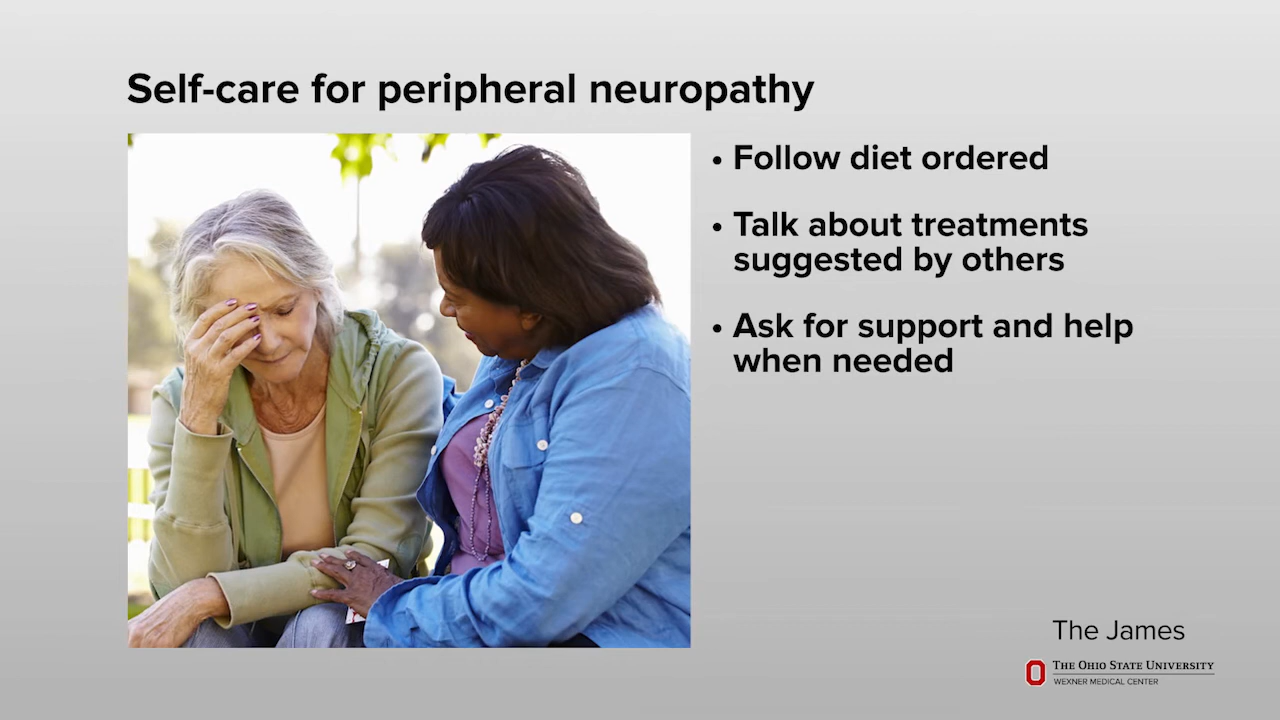 Self-care for peripheral neuropathy
• Follow diet ordered
• Talk about treatments
suggested by others
• Ask for support and help
when needed
The James
THE OHIO STATE UNIVERSITY
WEXNER MEDICAL CENTER